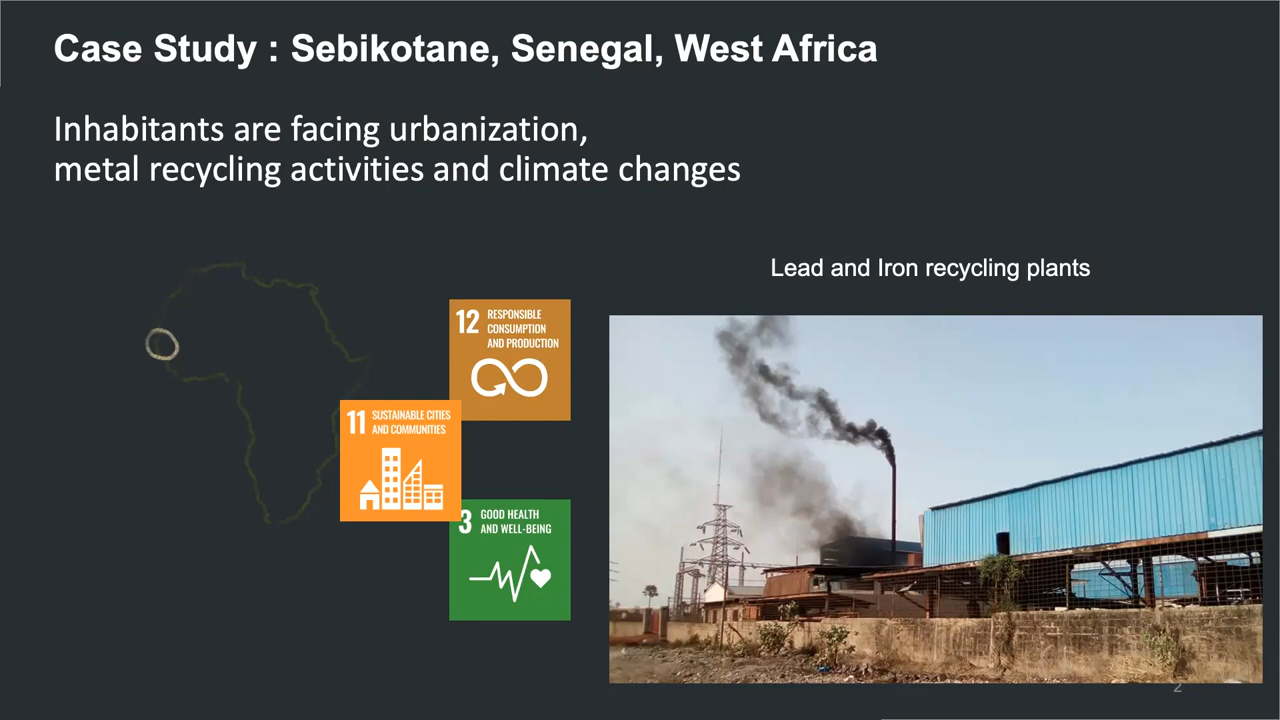 Case Study : Sebikotane, Senegal, West Africa
Inhabitants are facing urbanization,
metal recycling activities and climate changes
Lead and Iron recycling plants
12 RESPONSIBLE
CONSUMPTION
AND PRODUCTION
11 SUSTAINABLE CITIES
AND COMMUNITIES
3 GOOD HEALTH
AND WELL-BEING
2